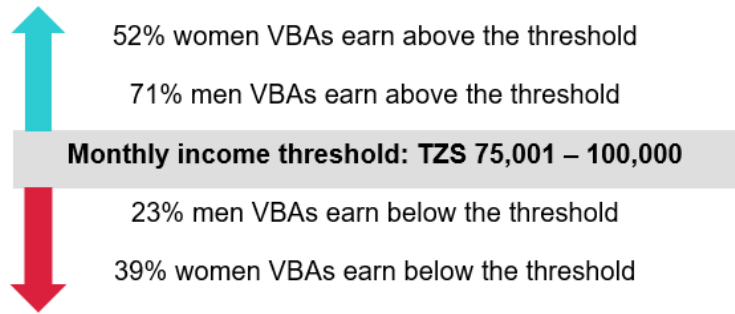 52% women VBAs earn above the threshold
71% men VBAs earn above the threshold
Monthly income threshold: TZS 75,001 – 100,000
23% men VBAs earn below the threshold
39% women VBAs earn below the threshold